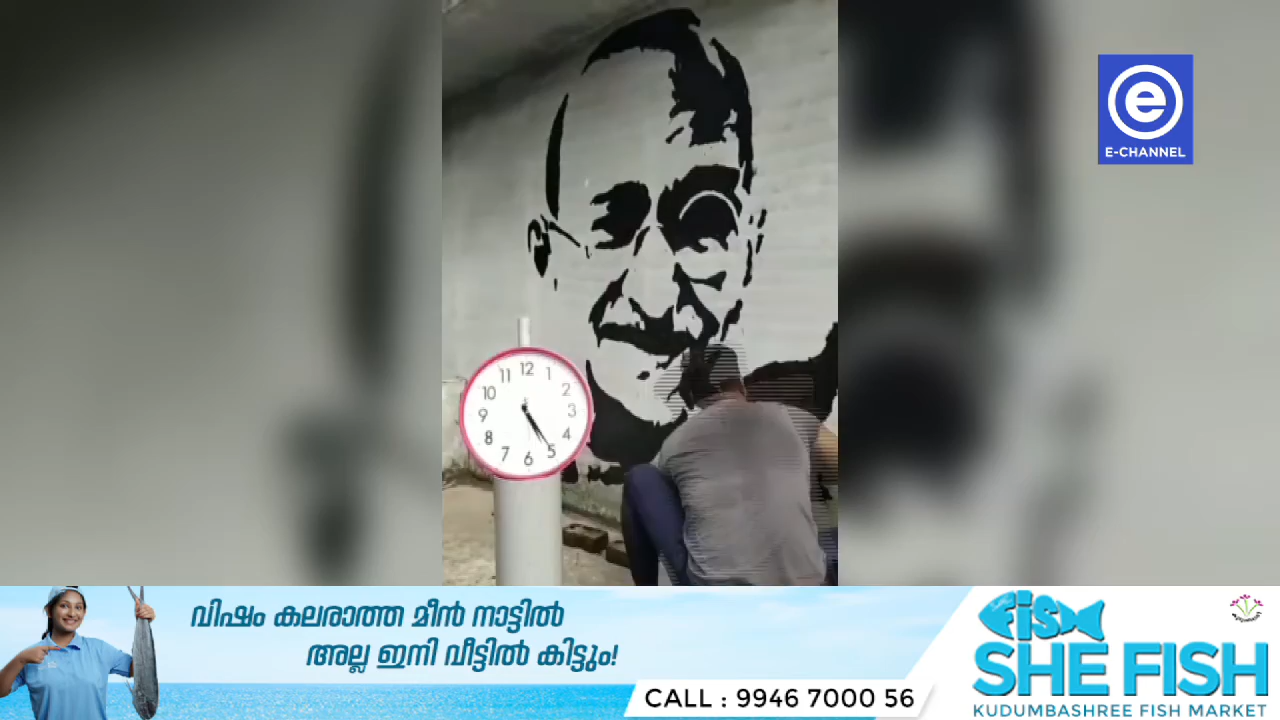 e
E-CHANNEL
12
11 1
10 2
9 3
8 4
7 5
6
വിഷം കലരാത്ത മീൻ നാട്ടിൽ
അല്ല ഇനി വീട്ടിൽ കിട്ടും!
CALL : 9946 7000 56
FISH
SHE FISH
KUDUMBASHREE FISH MARKET